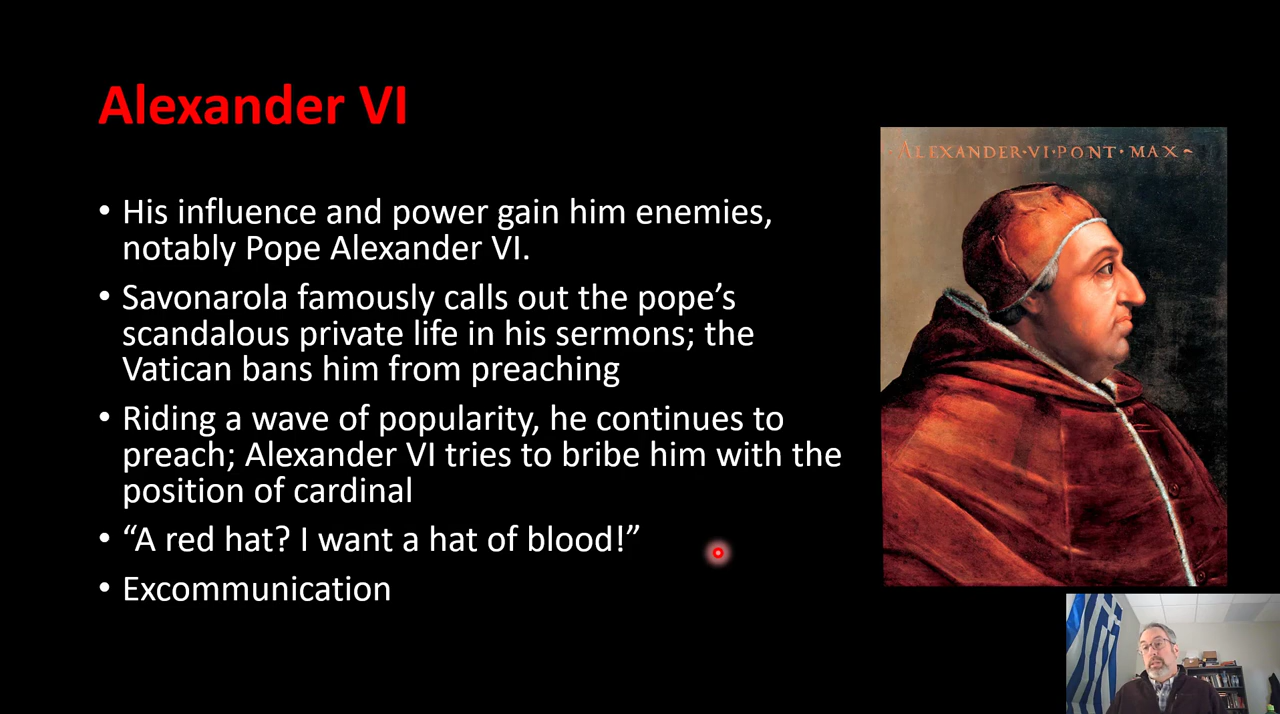 Alexander VI
ALEXANDER·VI·PONT·MAX~
• His influence and power gain him enemies,
notably Pope Alexander VI.
• Savonarola famously calls out the pope’s
scandalous private life in his sermons; the
Vatican bans him from preaching
• Riding a wave of popularity, he continues to
preach; Alexander VI tries to bribe him with the
position of cardinal
• “A red hat? I want a hat of blood!”
• Excommunication